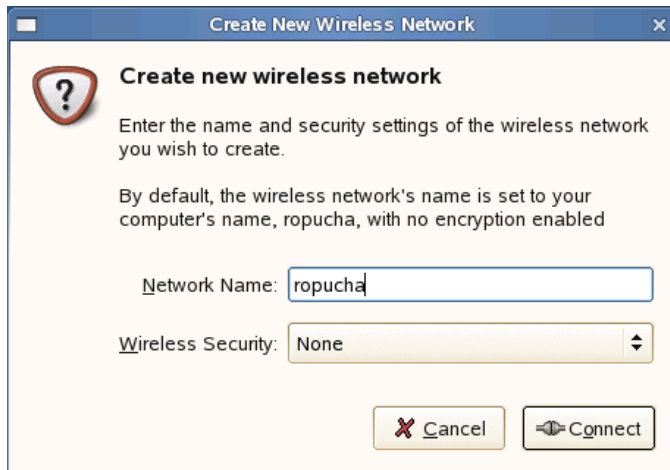 Create New Wireless Network
Create new wireless network
Enter the name and security settings of the wireless network
you wish to create.
By default, the wireless network's name is set to your
computer's name, ropucha, with no encryption enabled
Network Name: ropucha
Wireless Security: None
Cancel Connect